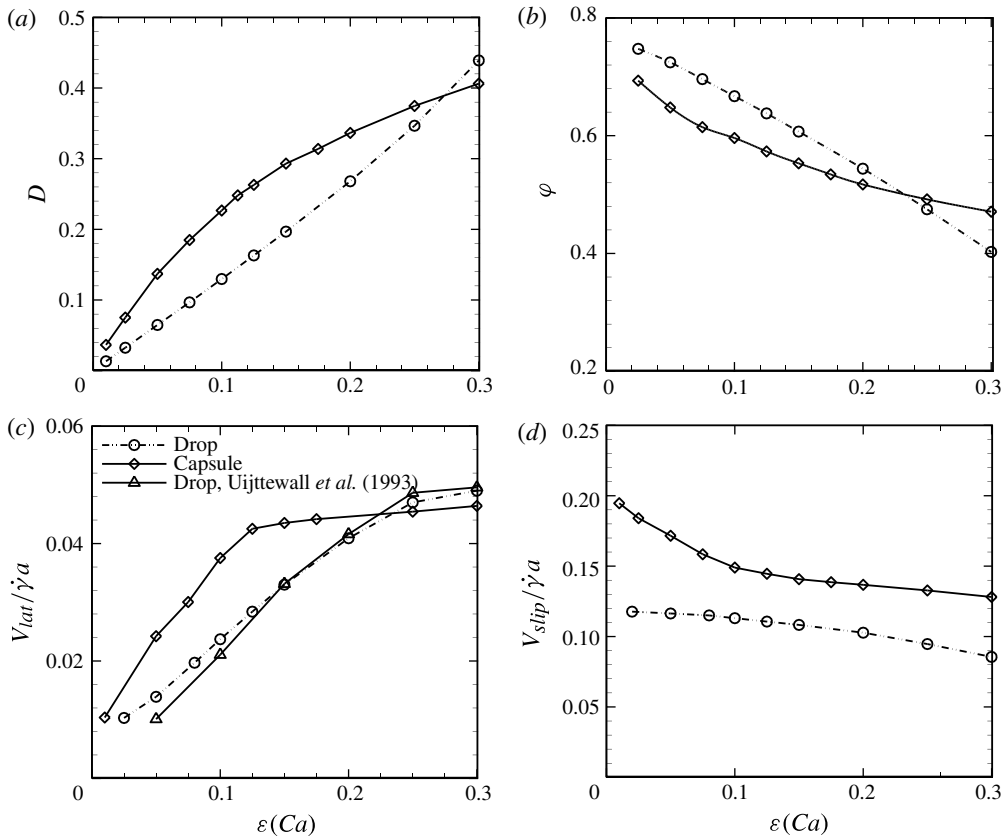 (a)
0.5
0.4
0.3
D
0.2
0.1
0
0.1
0.2
0.3
(b)
0.8
0.6
φ
0.4
0.2
0
0.1
0.2
0.3
(c)
0.06
Drop
Capsule
Drop, Uijttewall et al. (1993)
0.04
V_lat/γ̇a
0.02
0
0.1
0.2
0.3
ε(Ca)
(d)
0.25
0.20
0.15
V_slip/γ̇a
0.10
0.05
0
0.1
0.2
0.3
ε(Ca)